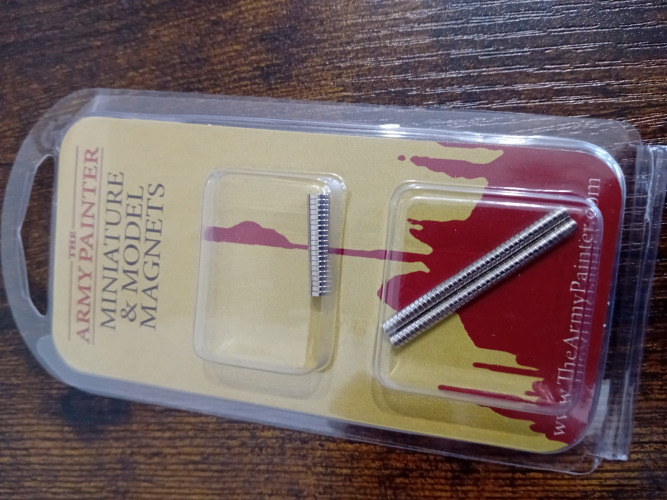 THE
ARMY PAINTER
MINIATURE
& MODEL
MAGNETS
www.TheArmyPainter.com